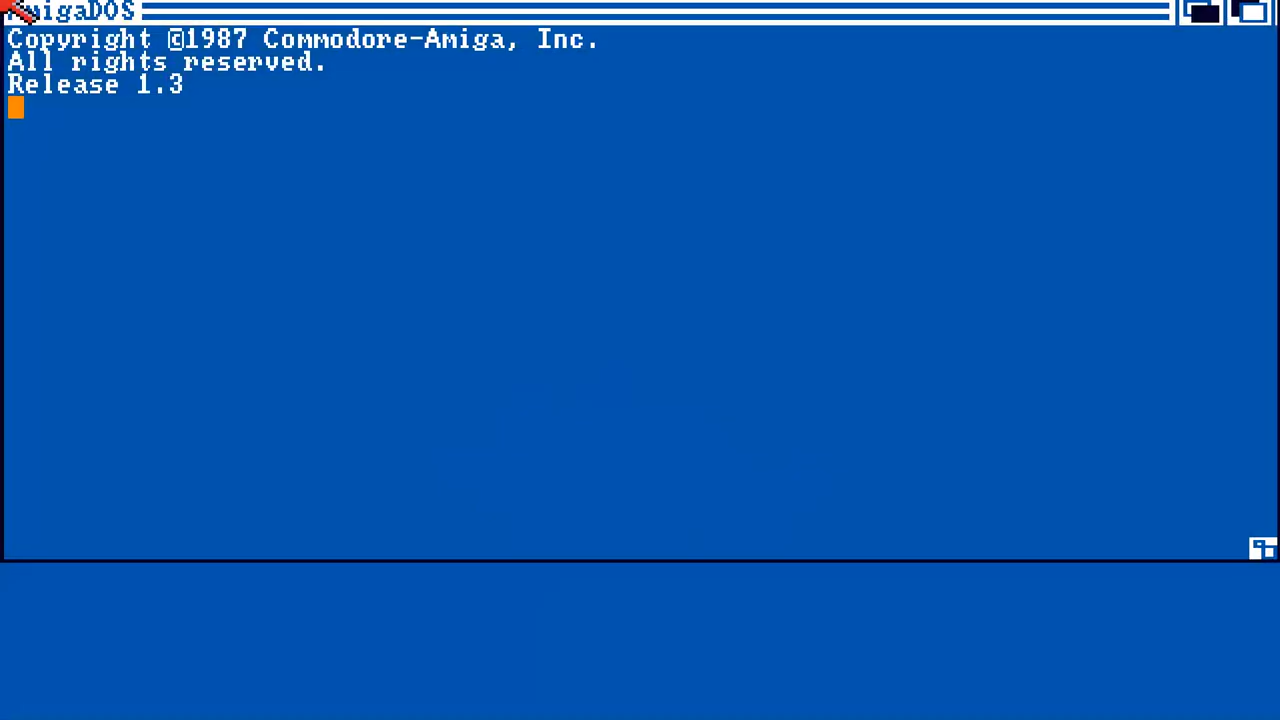 AmigaDOS
Copyright ©1987 Commodore-Amiga, Inc.
All rights reserved.
Release 1.3